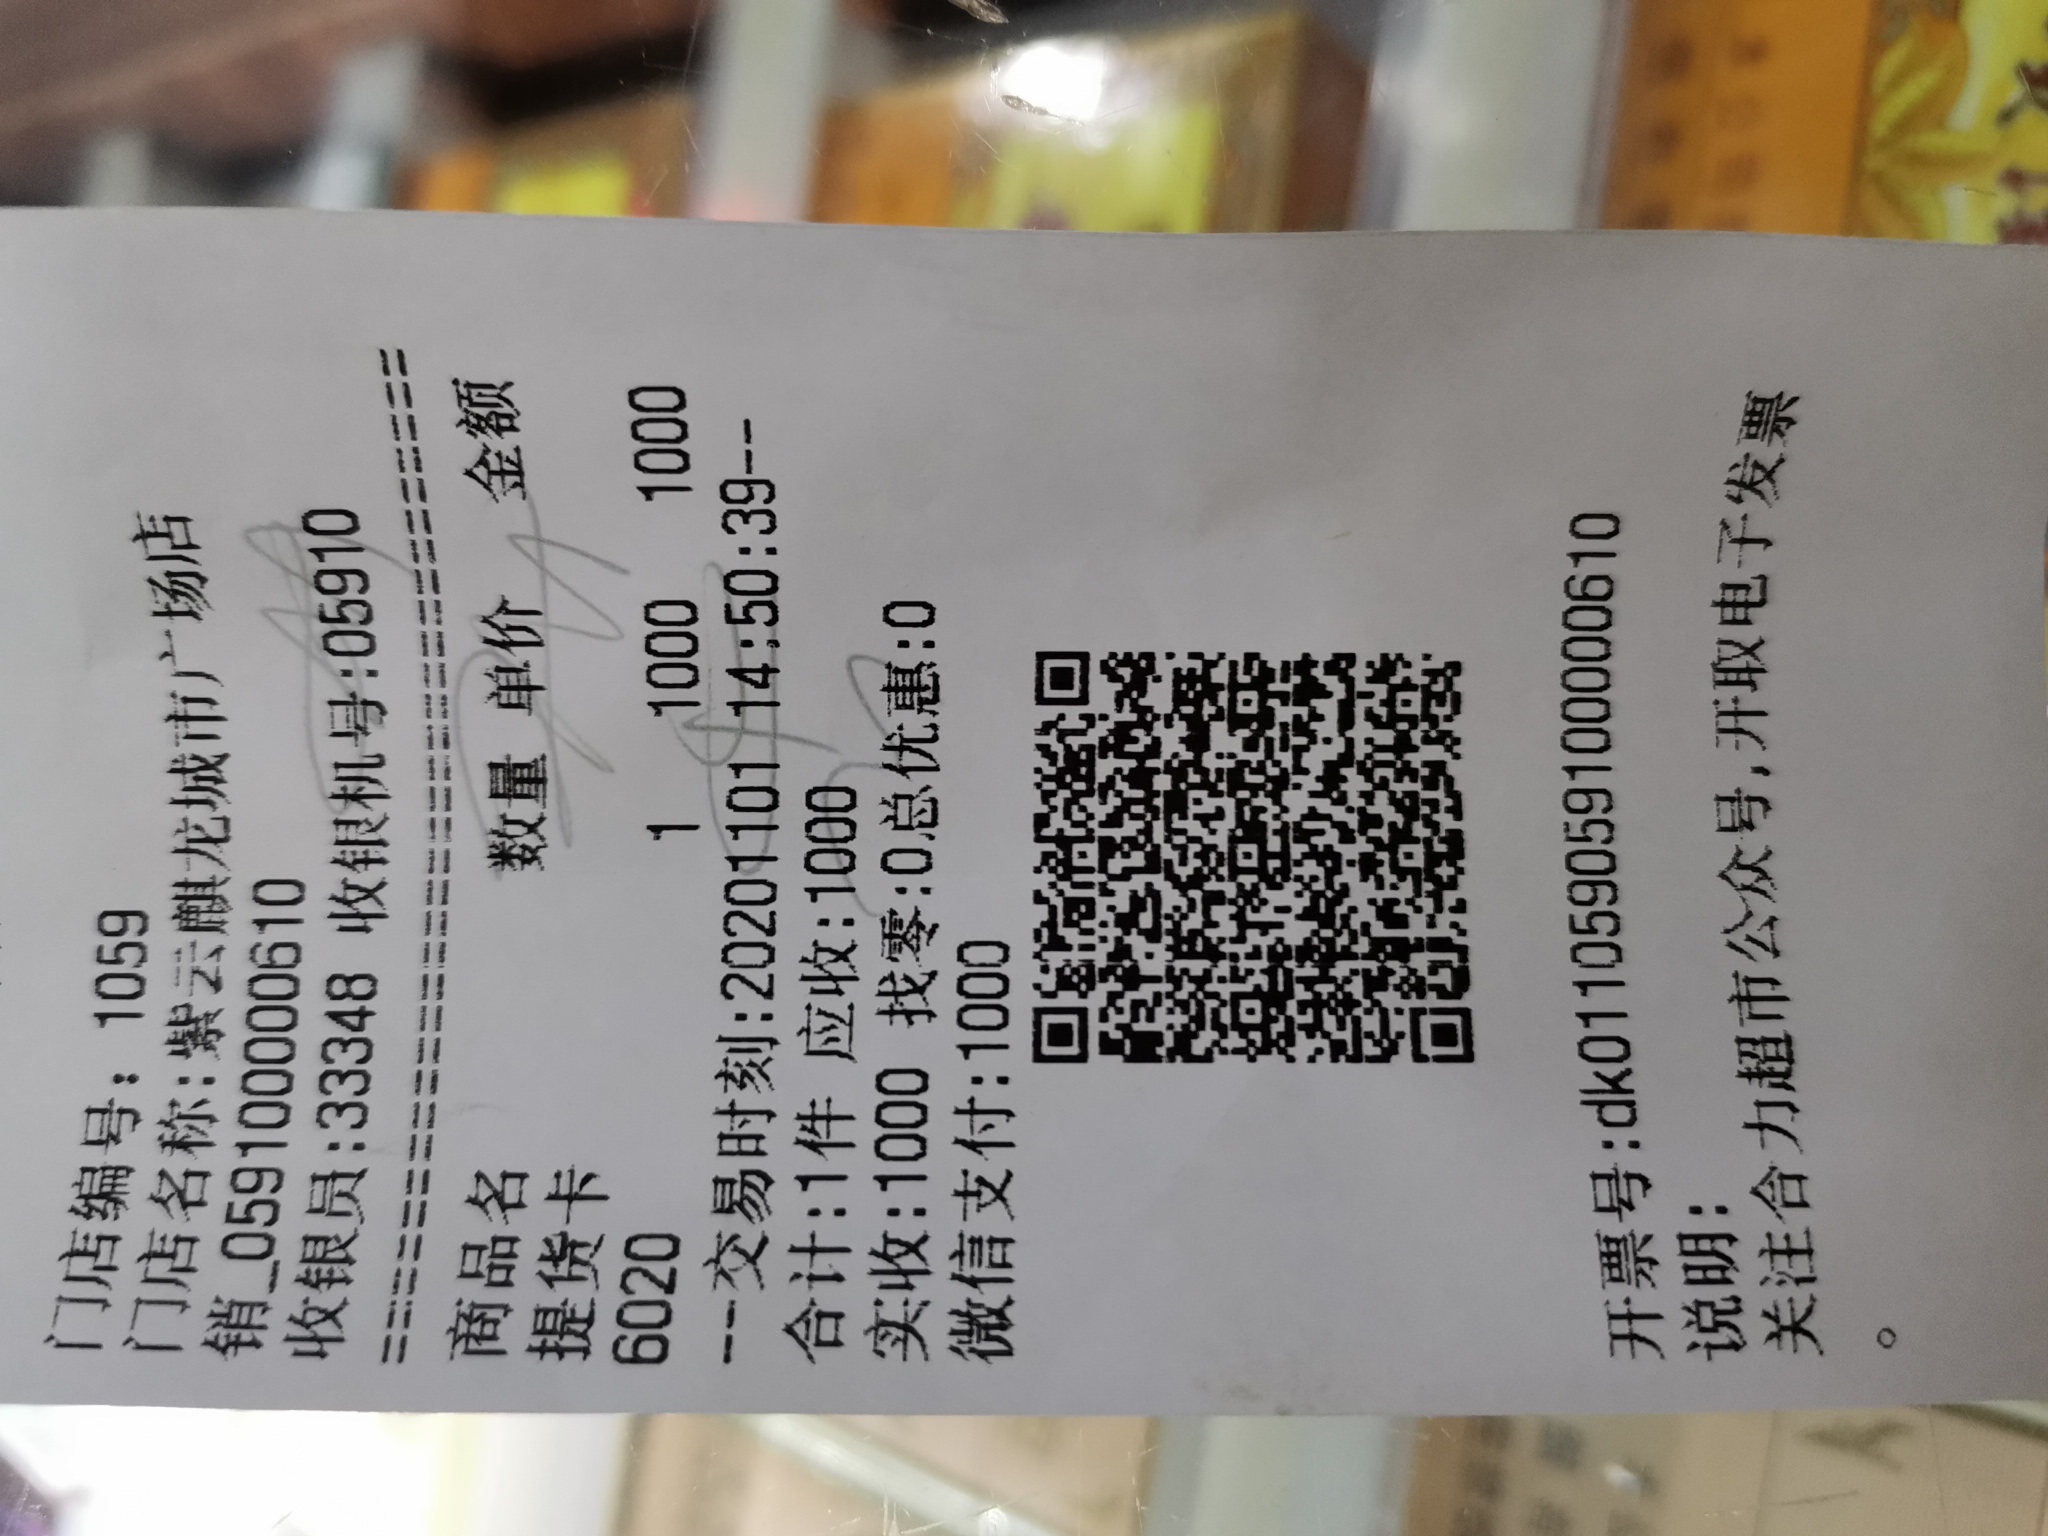 门店编号: 1059
门店名称:紫云麒龙城市广场店
销_0591000000610
收银员:33348 收银机号:05910
商品名 数量 单价 金额
提货卡
6020 1 1000 1000
---交易时刻:20201101 14:50:39--
合计:1件 应收:1000
实收:1000 找零:0总优惠:0
微信支付:1000
开票号:dk01110590591000000610
说明:
关注合力超市公众号,开取电子发票
。